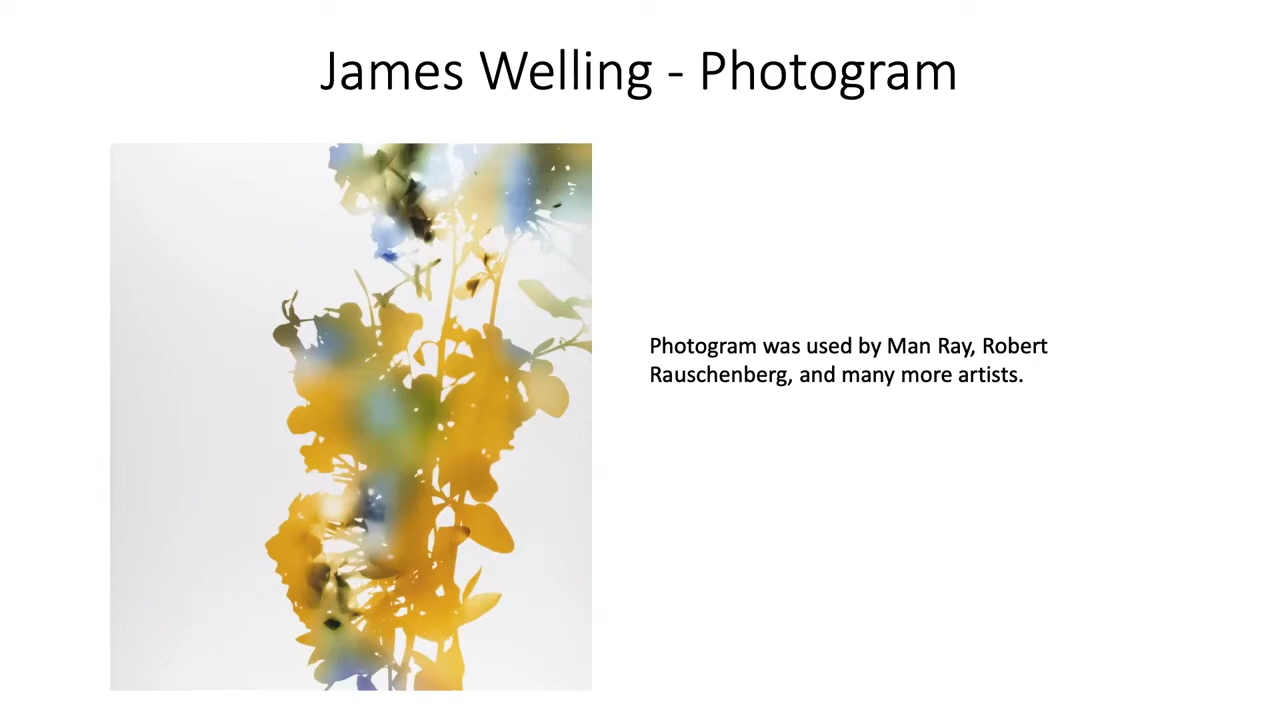 James Welling - Photogram
Photogram was used by Man Ray, Robert
Rauschenberg, and many more artists.